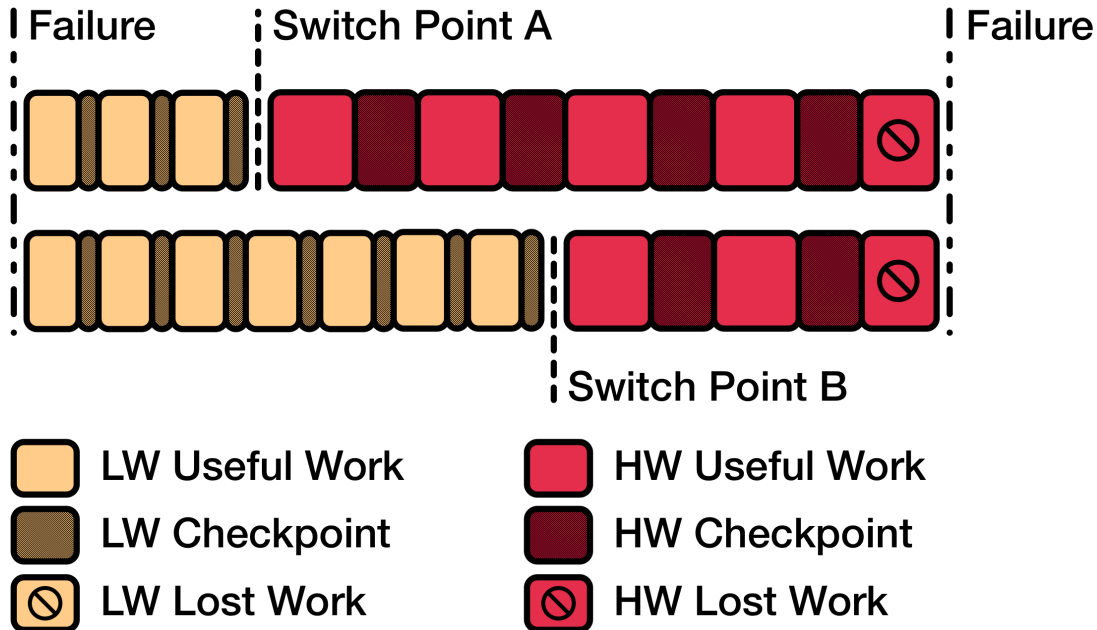 Failure
Switch Point A
Failure
Switch Point B
LW Useful Work
HW Useful Work
LW Checkpoint
HW Checkpoint
LW Lost Work
HW Lost Work